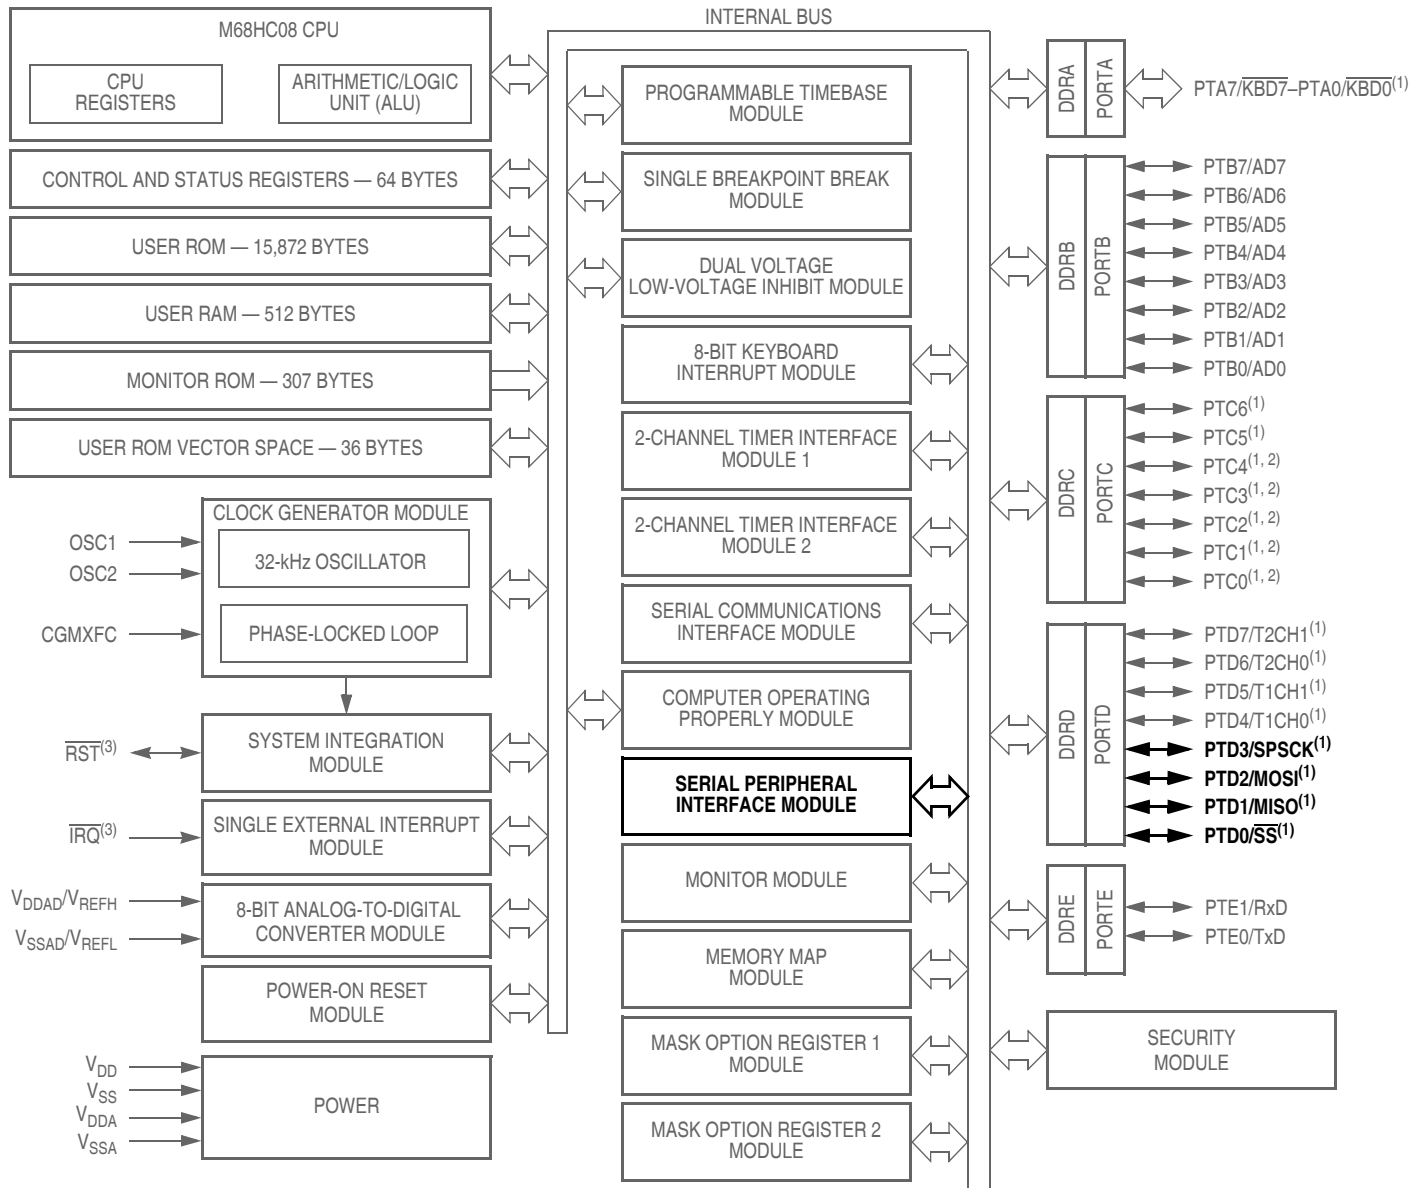 INTERNAL BUS
M68HC08 CPU
CPU
REGISTERS
ARITHMETIC/LOGIC
UNIT (ALU)
CONTROL AND STATUS REGISTERS — 64 BYTES
USER ROM — 15,872 BYTES
USER RAM — 512 BYTES
MONITOR ROM — 307 BYTES
USER ROM VECTOR SPACE — 36 BYTES
CLOCK GENERATOR MODULE
32-kHz OSCILLATOR
PHASE-LOCKED LOOP
OSC1
OSC2
CGMXFC
SYSTEM INTEGRATION
MODULE
RST(3)
SINGLE EXTERNAL INTERRUPT
MODULE
IRQ(3)
8-BIT ANALOG-TO-DIGITAL
CONVERTER MODULE
VDDAD/VREFH
VSSAD/VREFL
POWER-ON RESET
MODULE
POWER
VDD
VSS
VDDA
VSSA
PROGRAMMABLE TIMEBASE
MODULE
SINGLE BREAKPOINT BREAK
MODULE
DUAL VOLTAGE
LOW-VOLTAGE INHIBIT MODULE
8-BIT KEYBOARD
INTERRUPT MODULE
2-CHANNEL TIMER INTERFACE
MODULE 1
2-CHANNEL TIMER INTERFACE
MODULE 2
SERIAL COMMUNICATIONS
INTERFACE MODULE
COMPUTER OPERATING
PROPERLY MODULE
SERIAL PERIPHERAL
INTERFACE MODULE
MONITOR MODULE
MEMORY MAP
MODULE
MASK OPTION REGISTER 1
MODULE
MASK OPTION REGISTER 2
MODULE
DDRA
PORTA
PTA7/KBD7–PTA0/KBD0(1)
DDRB
PORTB
PTB7/AD7
PTB6/AD6
PTB5/AD5
PTB4/AD4
PTB3/AD3
PTB2/AD2
PTB1/AD1
PTB0/AD0
DDRC
PORTC
PTC6(1)
PTC5(1)
PTC4(1, 2)
PTC3(1, 2)
PTC2(1, 2)
PTC1(1, 2)
PTC0(1, 2)
DDRD
PORTD
PTD7/T2CH1(1)
PTD6/T2CH0(1)
PTD5/T1CH1(1)
PTD4/T1CH0(1)
PTD3/SPSCK(1)
PTD2/MOSI(1)
PTD1/MISO(1)
PTD0/SS(1)
DDRE
PORTE
PTE1/RxD
PTE0/TxD
SECURITY
MODULE